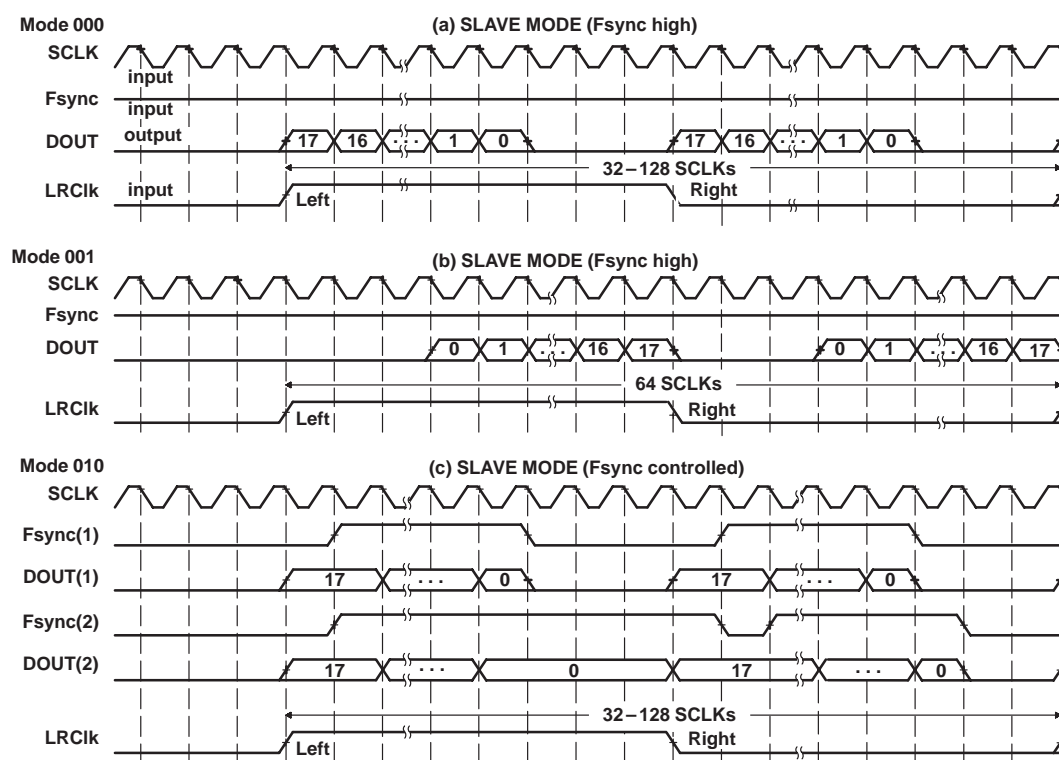 Mode 000
(a) SLAVE MODE (Fsync high)
SCLK
input
Fsync
input
DOUT
output
17 16 · · · 1 0 17 16 · · · 1 0
32–128 SCLKs
LRClk
input
Left
Right
Mode 001
(b) SLAVE MODE (Fsync high)
SCLK
Fsync
DOUT
0 1 · · · 16 17 0 1 · · · 16 17
64 SCLKs
LRClk
Left
Right
Mode 010
(c) SLAVE MODE (Fsync controlled)
SCLK
Fsync(1)
DOUT(1)
17 · · · 0 17 · · · 0
Fsync(2)
DOUT(2)
17 · · · 0 17 · · · 0
32–128 SCLKs
LRClk
Left
Right